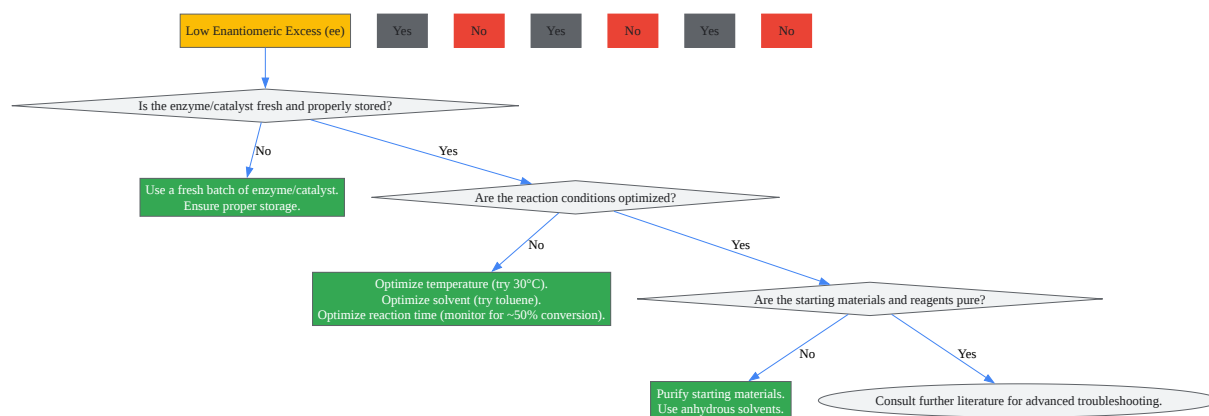 Low Enantiomeric Excess (ee)
Yes
No
Yes
No
Yes
No
Is the enzyme/catalyst fresh and properly stored?
No
Yes
Use a fresh batch of enzyme/catalyst.
Ensure proper storage.
Are the reaction conditions optimized?
No
Yes
Optimize temperature (try 30°C).
Optimize solvent (try toluene).
Optimize reaction time (monitor for ~50% conversion).
Are the starting materials and reagents pure?
No
Yes
Purify starting materials.
Use anhydrous solvents.
Consult further literature for advanced troubleshooting.